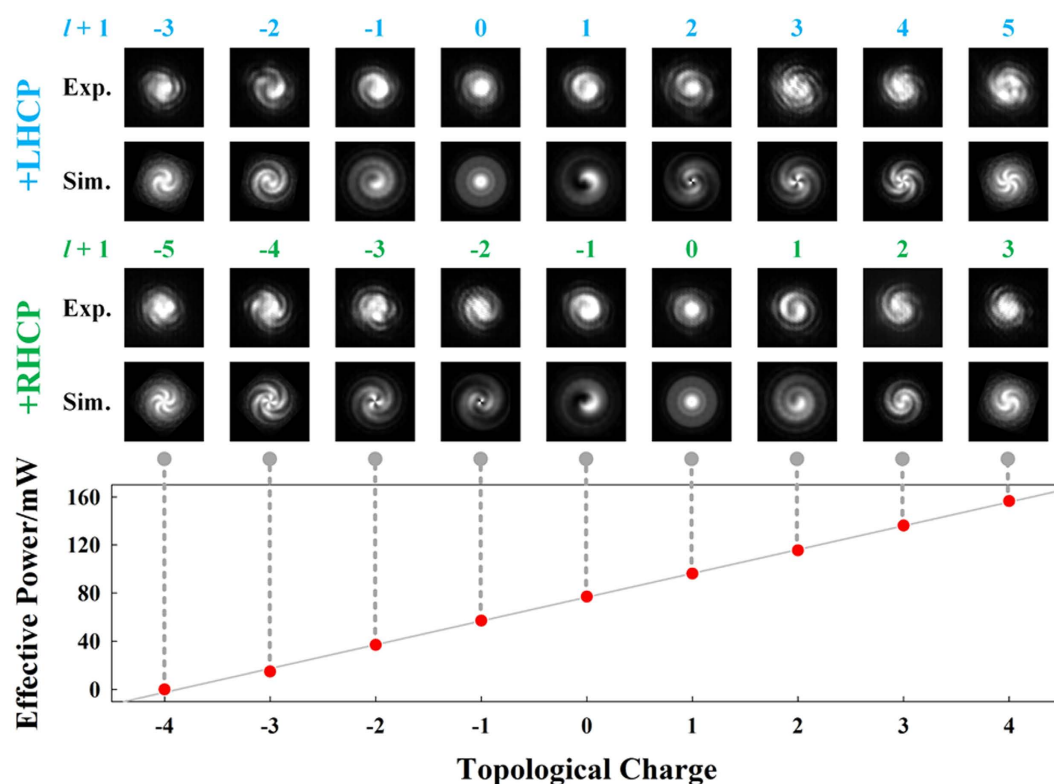 l + 1 -3 -2 -1 0 1 2 3 4 5
+LHCP
Exp.
Sim.
l + 1 -5 -4 -3 -2 -1 0 1 2 3
+RHCP
Exp.
Sim.
Effective Power/mW
160
120
80
40
0
-4 -3 -2 -1 0 1 2 3 4
Topological Charge